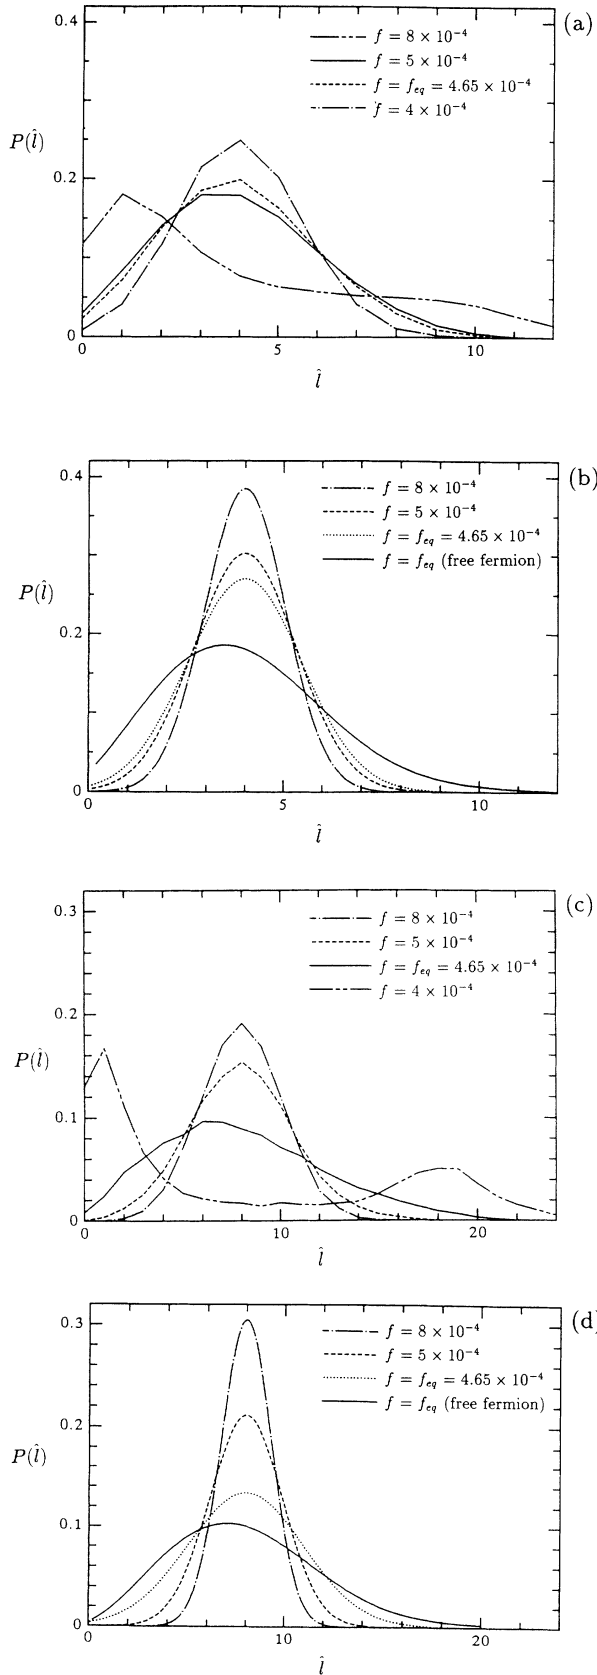 0.4
(a)
f = 8 × 10⁻⁴
f = 5 × 10⁻⁴
f = f_eq = 4.65 × 10⁻⁴
f = 4 × 10⁻⁴
P(l̂)
0.2
0
0 5 10
l̂
0.4
(b)
f = 8 × 10⁻⁴
f = 5 × 10⁻⁴
f = f_eq = 4.65 × 10⁻⁴
f = f_eq (free fermion)
P(l̂)
0.2
0
0 5 10
l̂
0.3
(c)
f = 8 × 10⁻⁴
f = 5 × 10⁻⁴
f = f_eq = 4.65 × 10⁻⁴
f = 4 × 10⁻⁴
0.2
P(l̂)
0.1
0
0 10 20
l̂
0.3
(d)
f = 8 × 10⁻⁴
f = 5 × 10⁻⁴
f = f_eq = 4.65 × 10⁻⁴
f = f_eq (free fermion)
0.2
P(l̂)
0.1
0
0 10 20
l̂